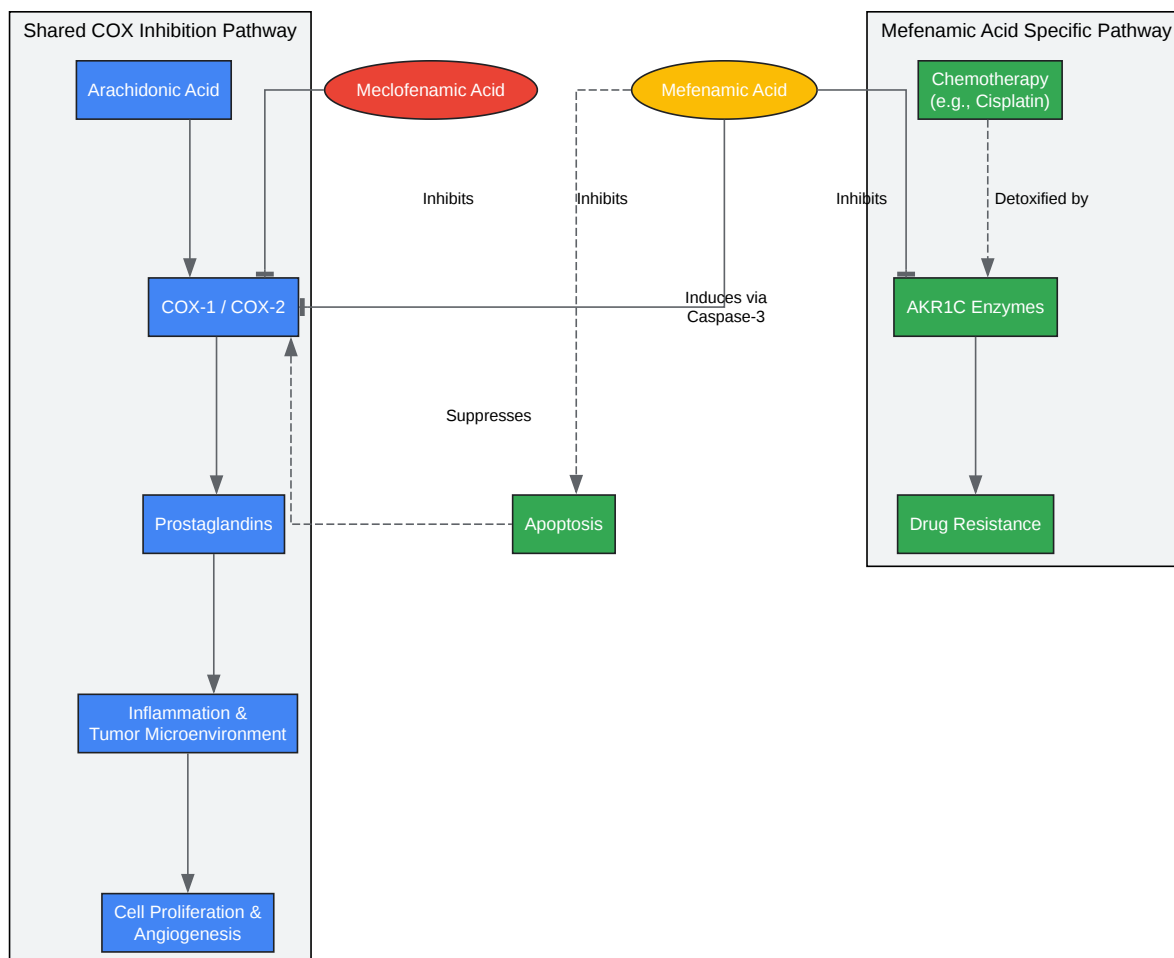 Shared COX Inhibition Pathway
Mefenamic Acid Specific Pathway
Arachidonic Acid
Meclofenamic Acid
Mefenamic Acid
Chemotherapy
(e.g., Cisplatin)
Inhibits
Inhibits
Inhibits
Detoxified by
COX-1 / COX-2
Induces via
Caspase-3
AKR1C Enzymes
Suppresses
Prostaglandins
Apoptosis
Drug Resistance
Inflammation &
Tumor Microenvironment
Cell Proliferation &
Angiogenesis